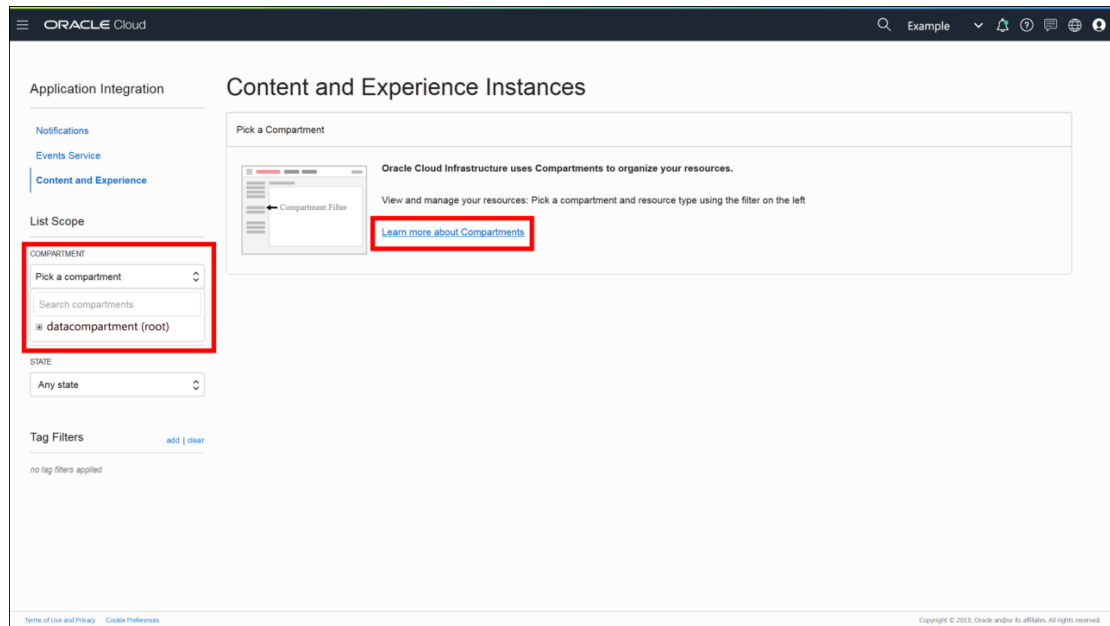 ORACLE Cloud
Example
Application Integration
Notifications
Events Service
Content and Experience
List Scope
COMPARTMENT
Pick a compartment
Search compartments
datacompartment (root)
STATE
Any state
Tag Filters
add | clear
no tag filters applied
Content and Experience Instances
Pick a Compartment
Compartment Filter
Oracle Cloud Infrastructure uses Compartments to organize your resources.
View and manage your resources: Pick a compartment and resource type using the filter on the left
Learn more about Compartments
Terms of Use and Privacy Cookie Preferences
Copyright © 2019, Oracle and/or its affiliates. All rights reserved.